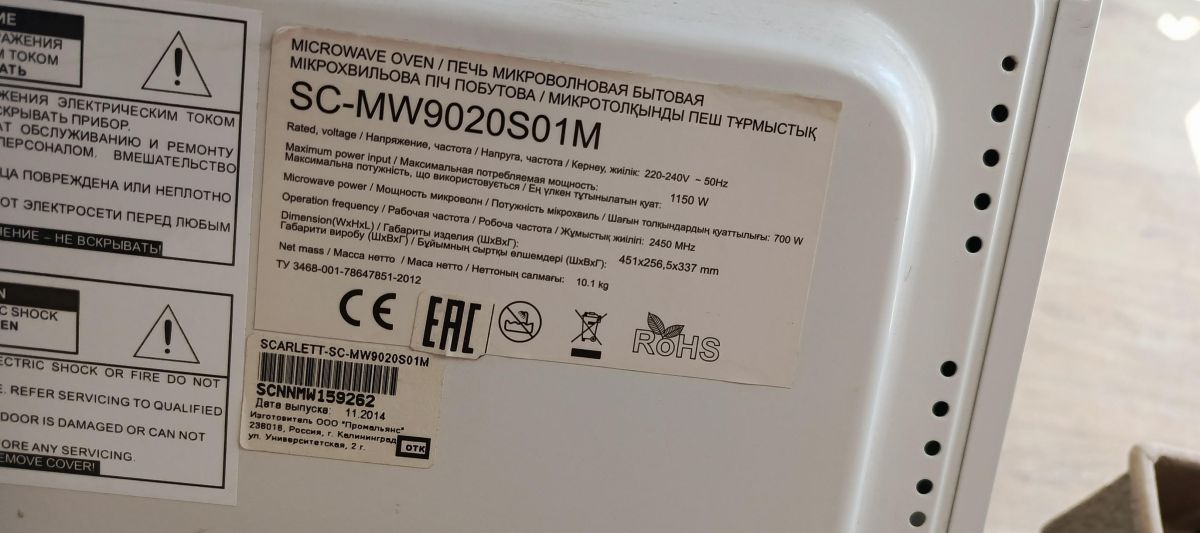 ИЕ
АЖЕНИЯ
М ТОКОМ
АТЬ
ЖЕНИЯ ЭЛЕКТРИЧЕСКИМ ТОКОМ
СКРЫВАТЬ ПРИБОР.
АТ ОБСЛУЖИВАНИЮ И РЕМОНТУ
ПЕРСОНАЛОМ. ВМЕШАТЕЛЬСТВО
ЦА ПОВРЕЖДЕНА ИЛИ НЕПЛОТНО
ОТ ЭЛЕКТРОСЕТИ ПЕРЕД ЛЮБЫМ
ЧЕНИЕ – НЕ ВСКРЫВАТЬ!
N
C SHOCK
EN
ECTRIC SHOCK OR FIRE DO NOT
E. REFER SERVICING TO QUALIFIED
DOOR IS DAMAGED OR CAN NOT
ORE ANY SERVICING.
EMOVE COVER!
MICROWAVE OVEN / ПЕЧЬ МИКРОВОЛНОВАЯ БЫТОВАЯ
МІКРОХВИЛЬОВА ПІЧ ПОБУТОВА / МИКРОТОЛҚЫНДЫ ПЕШ ТҰРМЫСТЫҚ
SC-MW9020S01M
Rated, voltage / Напряжение, частота / Напруга, частота / Кернеу, жиілік: 220-240V ~ 50Hz
Maximum power input / Максимальная потребляемая мощность:
Максимальна потужність, що використовується / Ең үлкен тұтынылатын қуат: 1150 W
Microwave power / Мощность микроволн / Потужність мікрохвиль / Шағын толқындардың қуаттылығы: 700 W
Operation frequency / Рабочая частота / Робоча частота / Жұмыстық жиілігі: 2450 MHz
Dimension(WxHxL) / Габариты изделия (ШхВхГ):
Габарити виробу (ШхВхГ) / Бұйымның сыртқы өлшемдері (ШхВхГ): 451x256,5x337 mm
Net mass / Масса нетто / Маса нетто / Неттоның салмағы: 10.1 kg
ТУ 3468-001-78647851-2012
CE EAC RoHS
SCARLETT-SC-MW9020S01M
SCNNMW159262
Дата выпуска: 11.2014
Изготовитель ООО "Промальянс"
238018, Россия, г. Калининград
ул. Университетская, 2 г.
ОТК